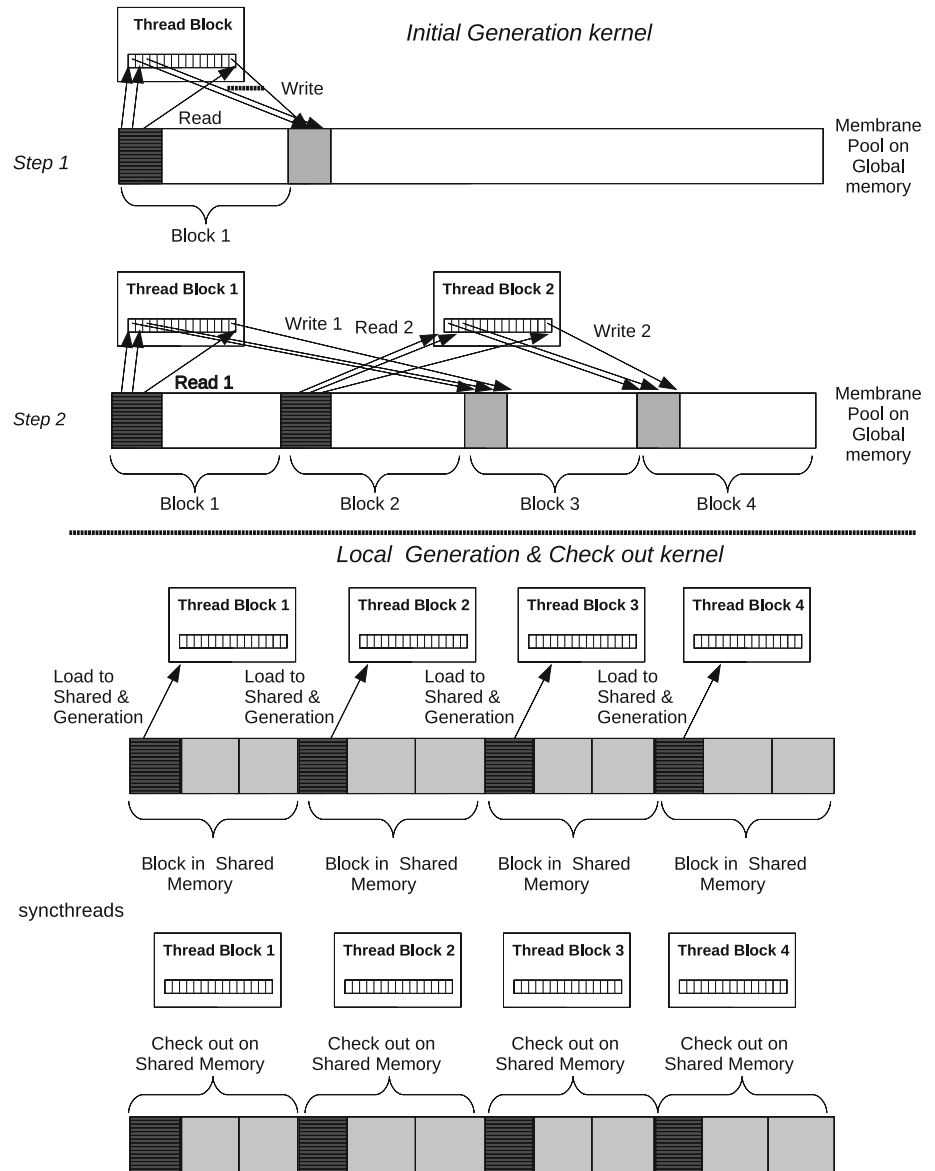 Initial Generation kernel
Thread Block
Write
Read
Step 1
Membrane
Pool on
Global
memory
Block 1
Thread Block 1
Thread Block 2
Write 1
Read 2
Write 2
Read 1
Step 2
Membrane
Pool on
Global
memory
Block 1
Block 2
Block 3
Block 4
Local Generation & Check out kernel
Thread Block 1
Thread Block 2
Thread Block 3
Thread Block 4
Load to
Shared &
Generation
Load to
Shared &
Generation
Load to
Shared &
Generation
Load to
Shared &
Generation
Block in Shared
Memory
Block in Shared
Memory
Block in Shared
Memory
Block in Shared
Memory
syncthreads
Thread Block 1
Thread Block 2
Thread Block 3
Thread Block 4
Check out on
Shared Memory
Check out on
Shared Memory
Check out on
Shared Memory
Check out on
Shared Memory